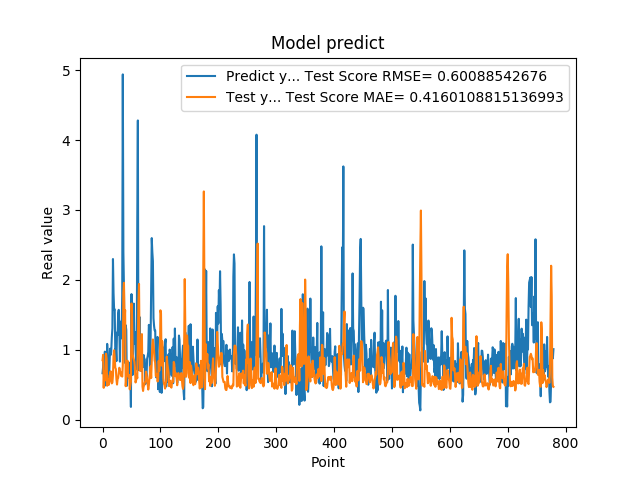 Model predict
Predict y... Test Score RMSE= 0.60088542676
Test y... Test Score MAE= 0.4160108815136993
Real value
5
4
3
2
1
0
0 100 200 300 400 500 600 700 800
Point